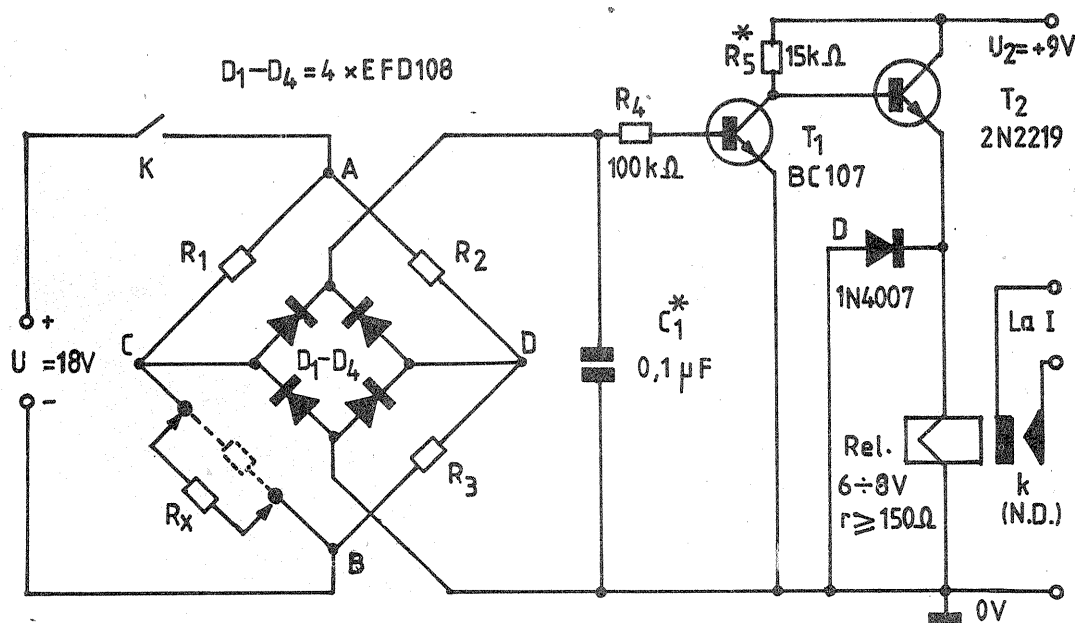 D₁-D₄ = 4 × EFD108
K
A
R₁
R₂
+
U = 18V
-
C
D₁-D₄
D
Rx
R₃
B
C₁*
0,1 µF
R₄
100kΩ
R₅*
15kΩ
T₁
BC107
U₂=+9V
T₂
2N2219
D
1N4007
La I
Rel.
6÷8V
r⩾150Ω
k
(N.D.)
0V